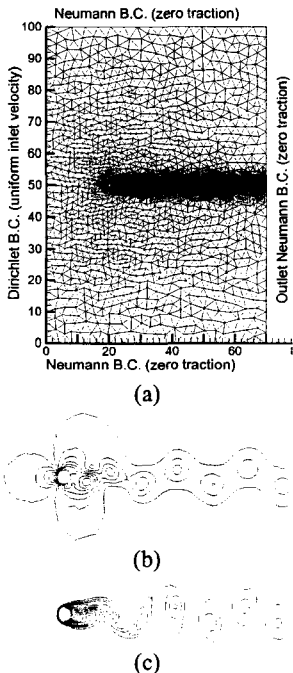 Neumann B.C. (zero traction)
Dirichlet B.C. (uniform inlet velocity)
100
90
80
70
60
50
40
30
20
10
0
0
20
40
60
Outlet Neumann B.C. (zero traction)
Neumann B.C. (zero traction)
(a)
(b)
(c)